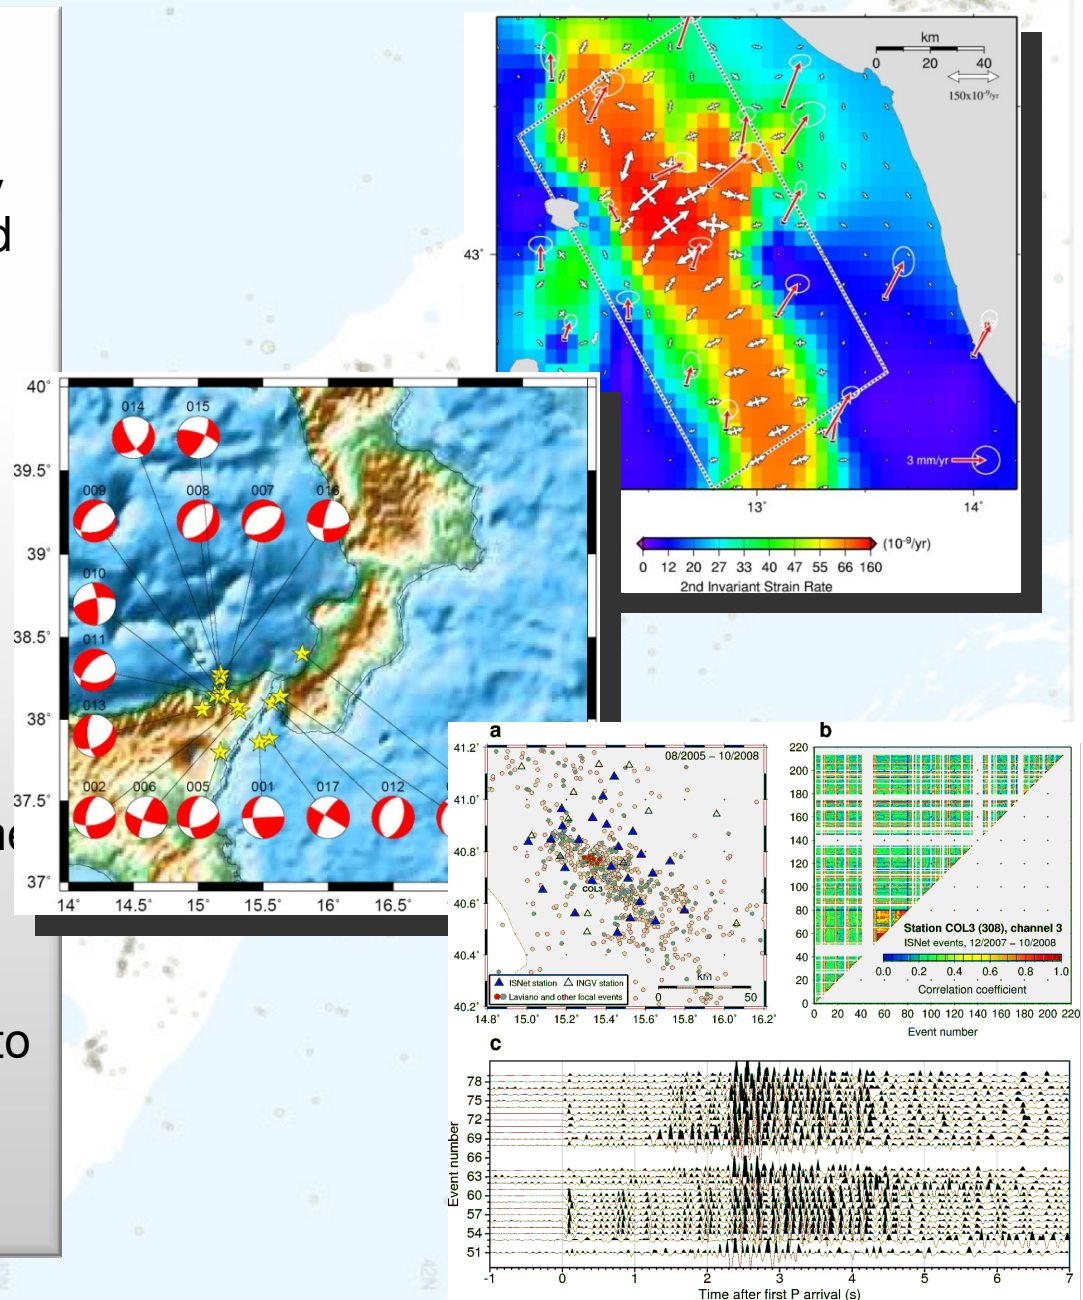 y
d
to
km
0 20 40
150x10⁻⁹/yr
43°
3 mm/yr
13° 14°
(10⁻⁹/yr)
0 12 20 27 33 40 47 55 66 160
2nd Invariant Strain Rate
40°
39.5°
39°
38.5°
38°
37.5°
37°
014 015
009 008 007 016
010
011
013
002 006 005 001 017 012
14° 14.5° 15° 15.5° 16° 16.5°
a
08/2005 – 10/2008
41.2°
41.0°
40.8°
40.6°
40.4°
40.2°
COL3
ISNet station INGV station
Laviano and other local events
km
0 50
14.8° 15.0° 15.2° 15.4° 15.6° 15.8° 16.0° 16.2°
b
220
200
180
160
140
120
100
80
60
40
20
0
Station COL3 (308), channel 3
ISNet events, 12/2007 – 10/2008
0.0 0.2 0.4 0.6 0.8 1.0
Correlation coefficient
0 20 40 60 80 100 120 140 160 180 200 220
Event number
c
Event number
78
75
72
69
66
63
60
57
54
51
-1 0 1 2 3 4 5 6 7
Time after first P arrival (s)